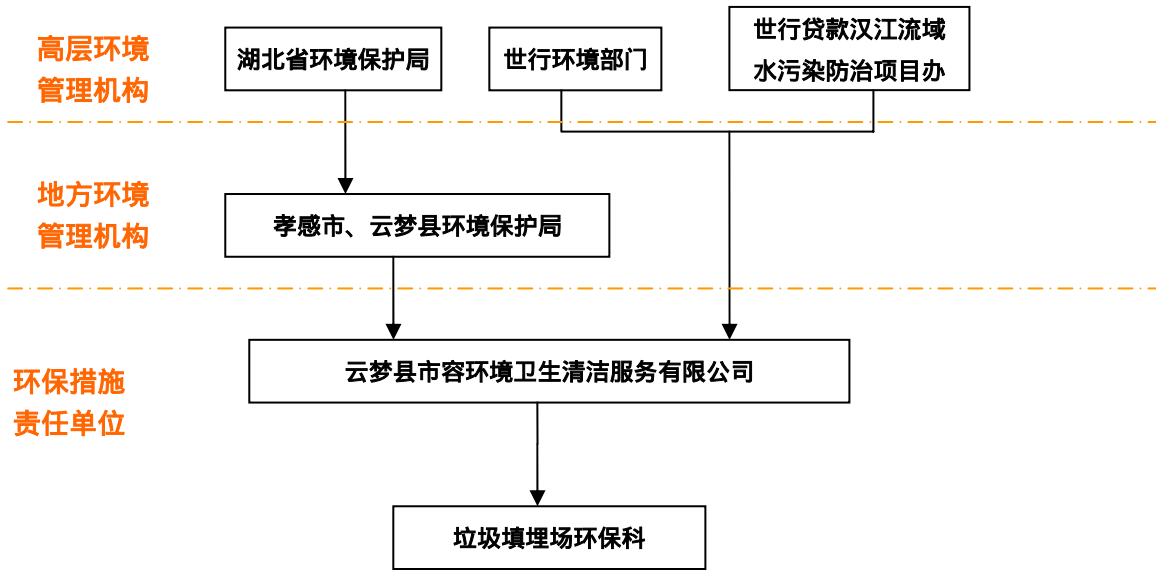 高层环境
管理机构
湖北省环境保护局
世行环境部门
世行贷款汉江流域
水污染防治项目办
地方环境
管理机构
孝感市、云梦县环境保护局
环保措施
责任单位
云梦县市容环境卫生清洁服务有限公司
垃圾填埋场环保科